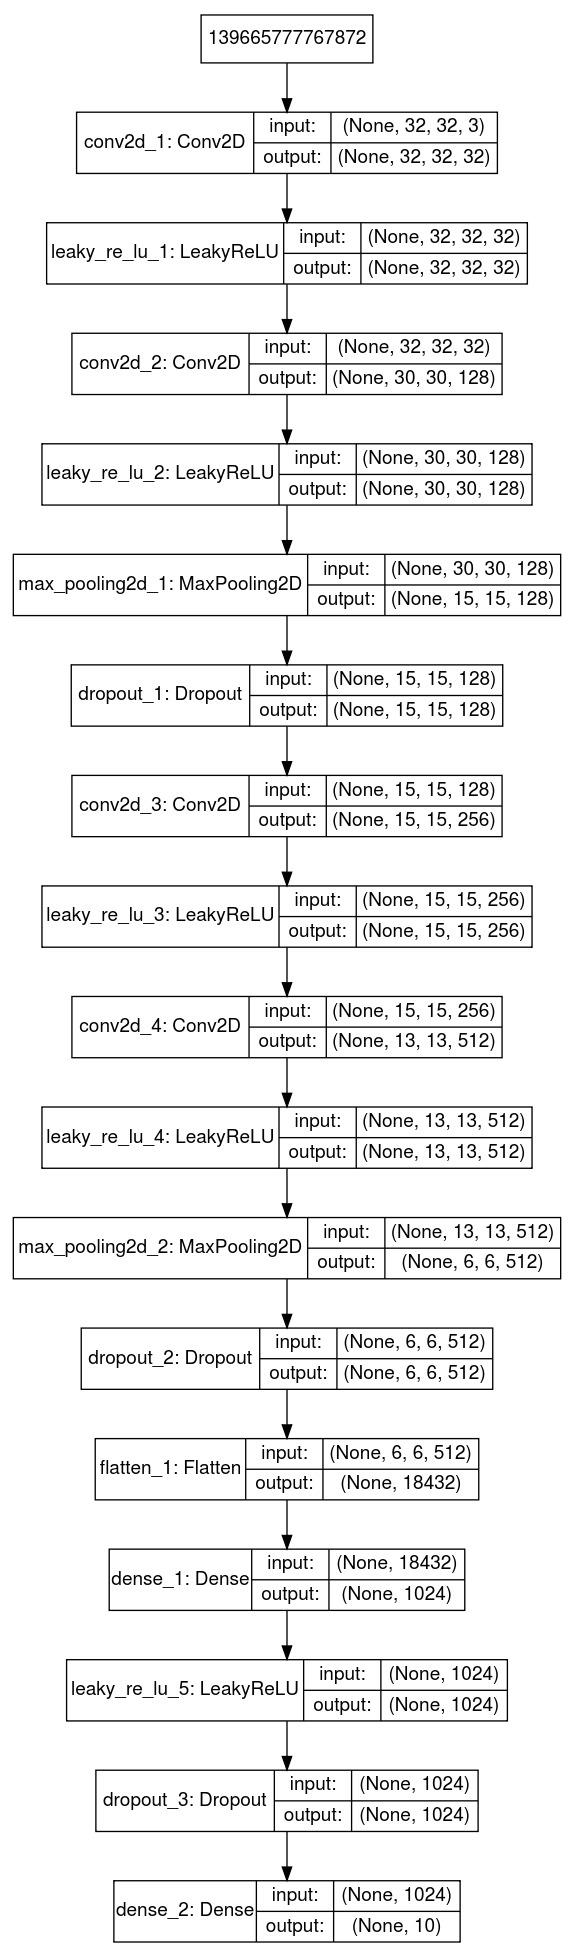 139665777767872
conv2d_1: Conv2D
input: (None, 32, 32, 3)
output: (None, 32, 32, 32)
leaky_re_lu_1: LeakyReLU
input: (None, 32, 32, 32)
output: (None, 32, 32, 32)
conv2d_2: Conv2D
input: (None, 32, 32, 32)
output: (None, 30, 30, 128)
leaky_re_lu_2: LeakyReLU
input: (None, 30, 30, 128)
output: (None, 30, 30, 128)
max_pooling2d_1: MaxPooling2D
input: (None, 30, 30, 128)
output: (None, 15, 15, 128)
dropout_1: Dropout
input: (None, 15, 15, 128)
output: (None, 15, 15, 128)
conv2d_3: Conv2D
input: (None, 15, 15, 128)
output: (None, 15, 15, 256)
leaky_re_lu_3: LeakyReLU
input: (None, 15, 15, 256)
output: (None, 15, 15, 256)
conv2d_4: Conv2D
input: (None, 15, 15, 256)
output: (None, 13, 13, 512)
leaky_re_lu_4: LeakyReLU
input: (None, 13, 13, 512)
output: (None, 13, 13, 512)
max_pooling2d_2: MaxPooling2D
input: (None, 13, 13, 512)
output: (None, 6, 6, 512)
dropout_2: Dropout
input: (None, 6, 6, 512)
output: (None, 6, 6, 512)
flatten_1: Flatten
input: (None, 6, 6, 512)
output: (None, 18432)
dense_1: Dense
input: (None, 18432)
output: (None, 1024)
leaky_re_lu_5: LeakyReLU
input: (None, 1024)
output: (None, 1024)
dropout_3: Dropout
input: (None, 1024)
output: (None, 1024)
dense_2: Dense
input: (None, 1024)
output: (None, 10)